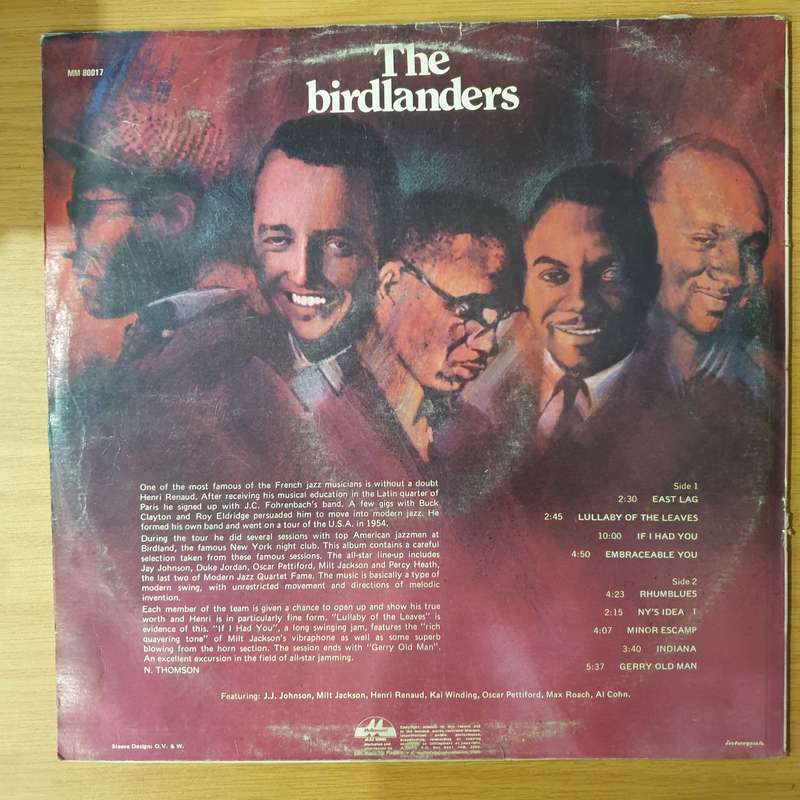 MM 80017
The
birdlanders
One of the most famous of the French jazz musicians is without a doubt
Henri Renaud. After receiving his musical education in the Latin quarter of
Paris he signed up with J.C. Fohrenbach's band. A few gigs with Buck
Clayton and Roy Eldridge persuaded him to move into modern jazz. He
formed his own band and went on a tour of the U.S.A. in 1954.
During the tour he did several sessions with top American jazzmen at
Birdland, the famous New York night club. This album contains a careful
selection taken from these famous sessions. The all-star line-up includes
Jay Johnson, Duke Jordan, Oscar Pettiford, Milt Jackson and Percy Heath,
the last two of Modern Jazz Quartet Fame. The music is basically a type of
modern swing, with unrestricted movement and directions of melodic
invention.
Each member of the team is given a chance to open up and show his true
worth and Henri is in particularly fine form. "Lullaby of the Leaves" is
evidence of this. "If I Had You", a long swinging jam, features the "rich
quavering tone" of Milt Jackson's vibraphone as well as some superb
blowing from the horn section. The session ends with "Gerry Old Man".
An excellent excursion in the field of all-star jamming.
N. THOMSON
Side 1
2:30 EAST LAG
2:45 LULLABY OF THE LEAVES
10:00 IF I HAD YOU
4:50 EMBRACEABLE YOU
Side 2
4:23 RHUMBLUES
2:15 NY'S IDEA I
4:07 MINOR ESCAMP
3:40 INDIANA
5:37 GERRY OLD MAN
Featuring: J.J. Johnson, Milt Jackson, Henri Renaud, Kai Winding, Oscar Pettiford, Max Roach, Al Cohn.
Sleeve Design: O.V. & W.
interpak